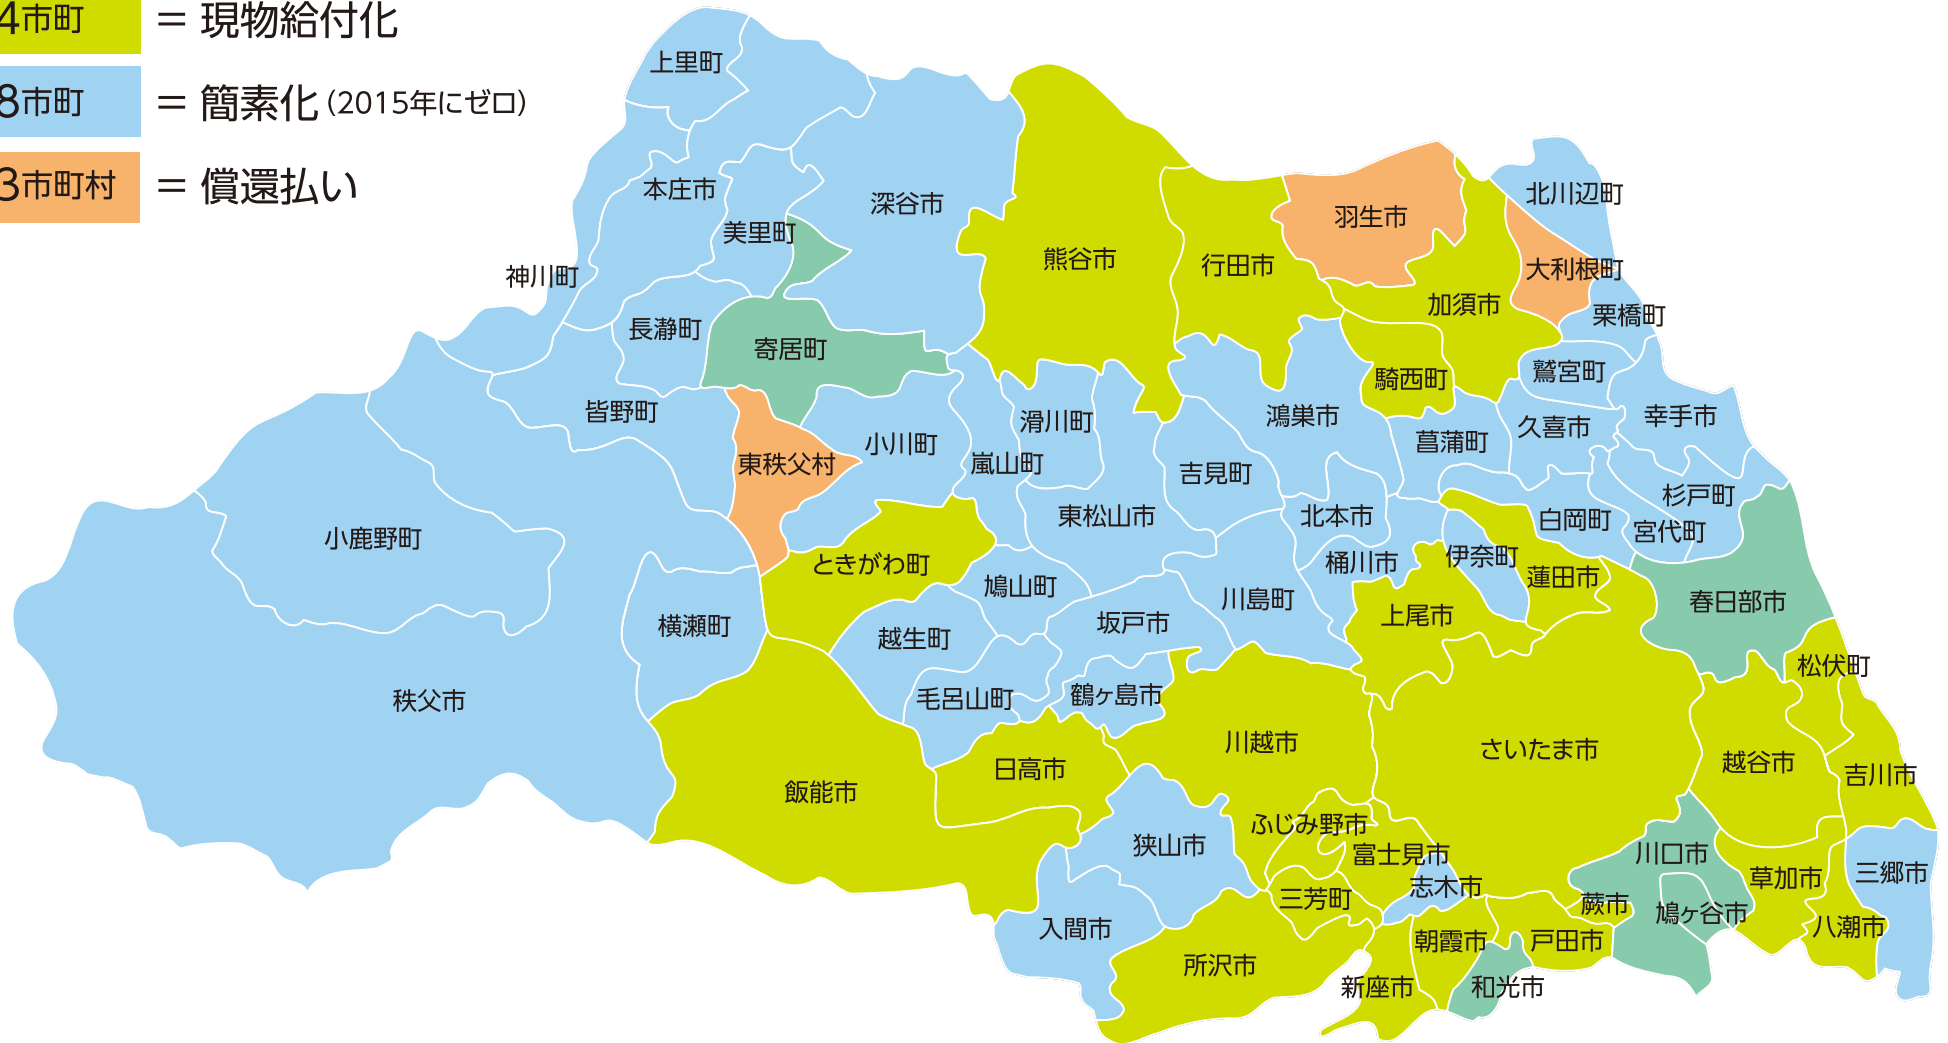 4市町 ＝ 現物給付化
8市町 ＝ 簡素化（2015年にゼロ）
3市町村 ＝ 償還払い
上里町
本庄市
美里町
神川町
深谷市
長瀞町
寄居町
皆野町
熊谷市
行田市
羽生市
加須市
北川辺町
大利根町
栗橋町
鷲宮町
騎西町
鴻巣市
菖蒲町
久喜市
幸手市
杉戸町
宮代町
白岡町
滑川町
嵐山町
小川町
東秩父村
吉見町
東松山市
北本市
桶川市
伊奈町
蓮田市
春日部市
小鹿野町
ときがわ町
鳩山町
川島町
坂戸市
上尾市
横瀬町
越生町
毛呂山町
鶴ヶ島市
松伏町
秩父市
川越市
さいたま市
越谷市
吉川市
日高市
飯能市
ふじみ野市
富士見市
狭山市
志木市
川口市
三郷市
草加市
三芳町
蕨市
鳩ヶ谷市
八潮市
入間市
朝霞市
戸田市
所沢市
新座市
和光市